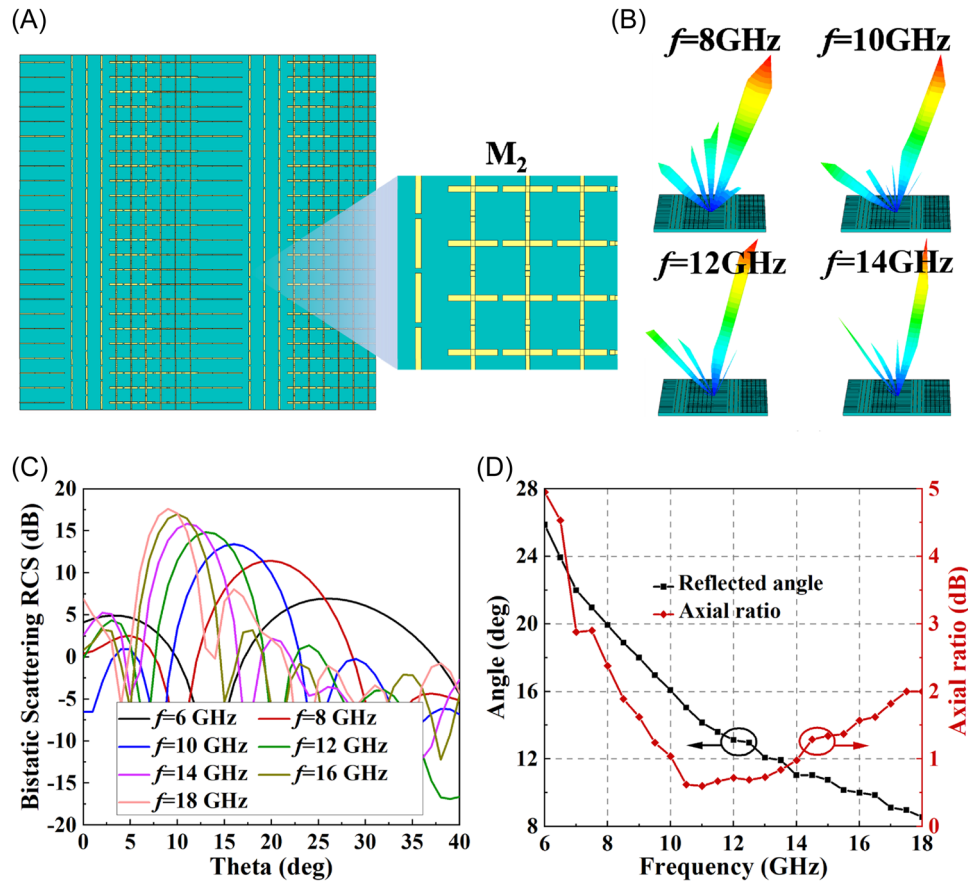 (A)
M2
(B)
f=8GHz
f=10GHz
f=12GHz
f=14GHz
(C)
Bistatic Scattering RCS (dB)
20
15
10
5
0
-5
-10
-15
-20
f=6 GHz
f=8 GHz
f=10 GHz
f=12 GHz
f=14 GHz
f=16 GHz
f=18 GHz
0 5 10 15 20 25 30 35 40
Theta (deg)
(D)
Angle (deg)
28
24
20
16
12
8
Reflected angle
Axial ratio
5
4
3
2
1
0
Axial ratio (dB)
6 8 10 12 14 16 18
Frequency (GHz)